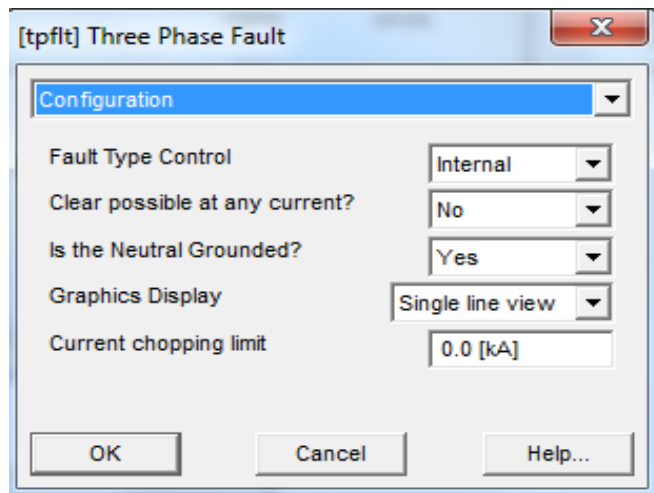 [tpflt] Three Phase Fault
Configuration
Fault Type Control Internal
Clear possible at any current? No
Is the Neutral Grounded? Yes
Graphics Display Single line view
Current chopping limit 0.0 [kA]
OK Cancel Help...